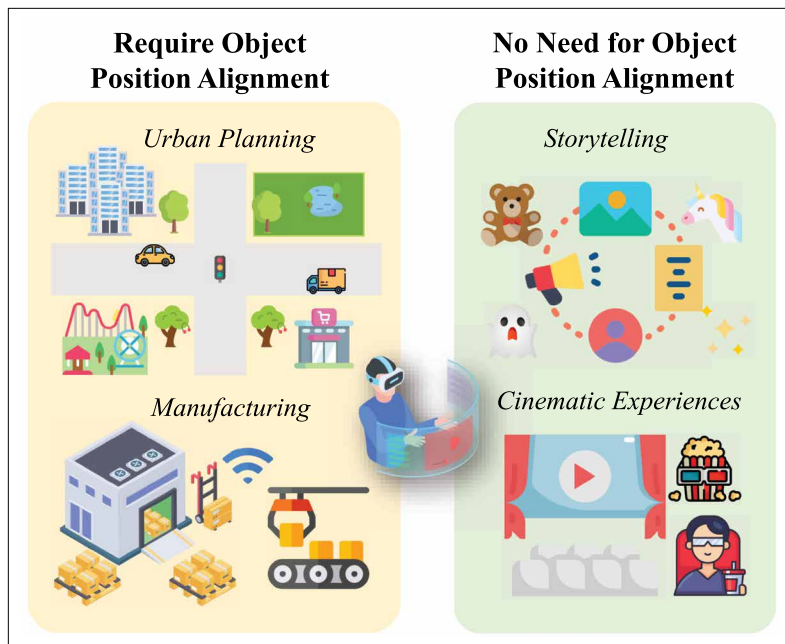 Require Object
Position Alignment
No Need for Object
Position Alignment
Urban Planning
Storytelling
Manufacturing
Cinematic Experiences